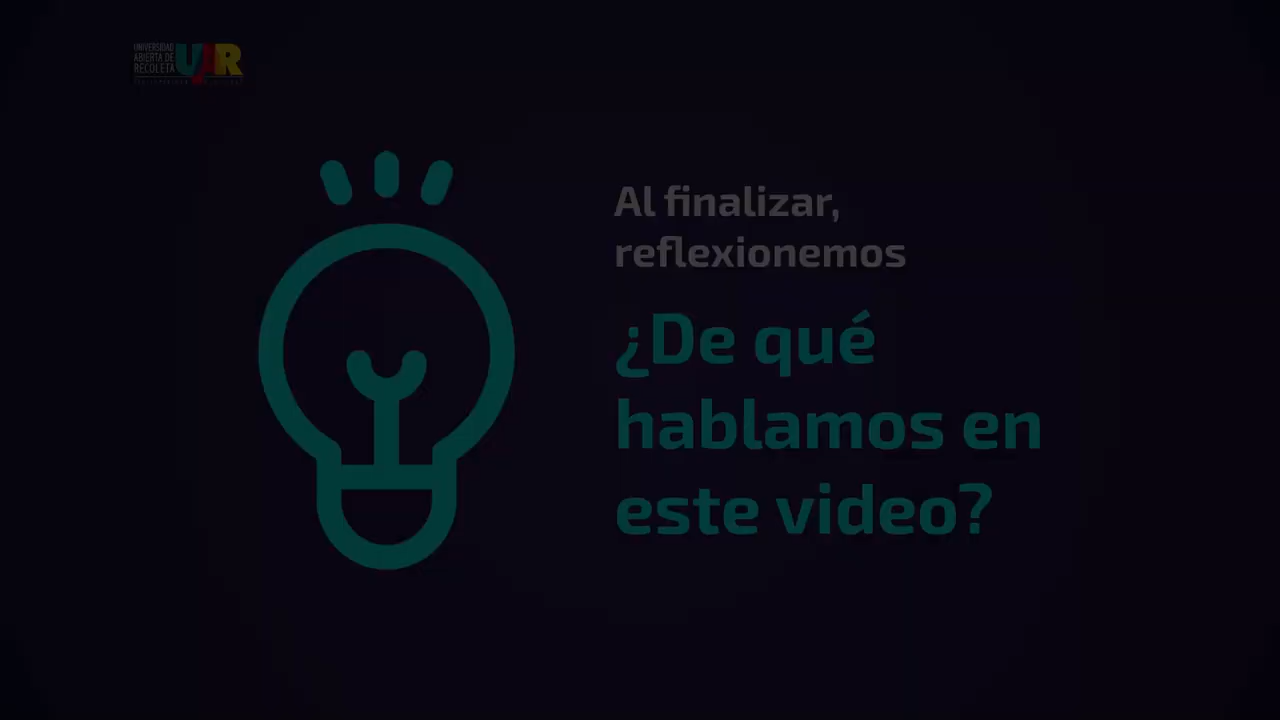 UNIVERSIDAD
ABIERTA DE
RECOLETA
UAR
Al finalizar,
reflexionemos
¿De qué
hablamos en
este video?